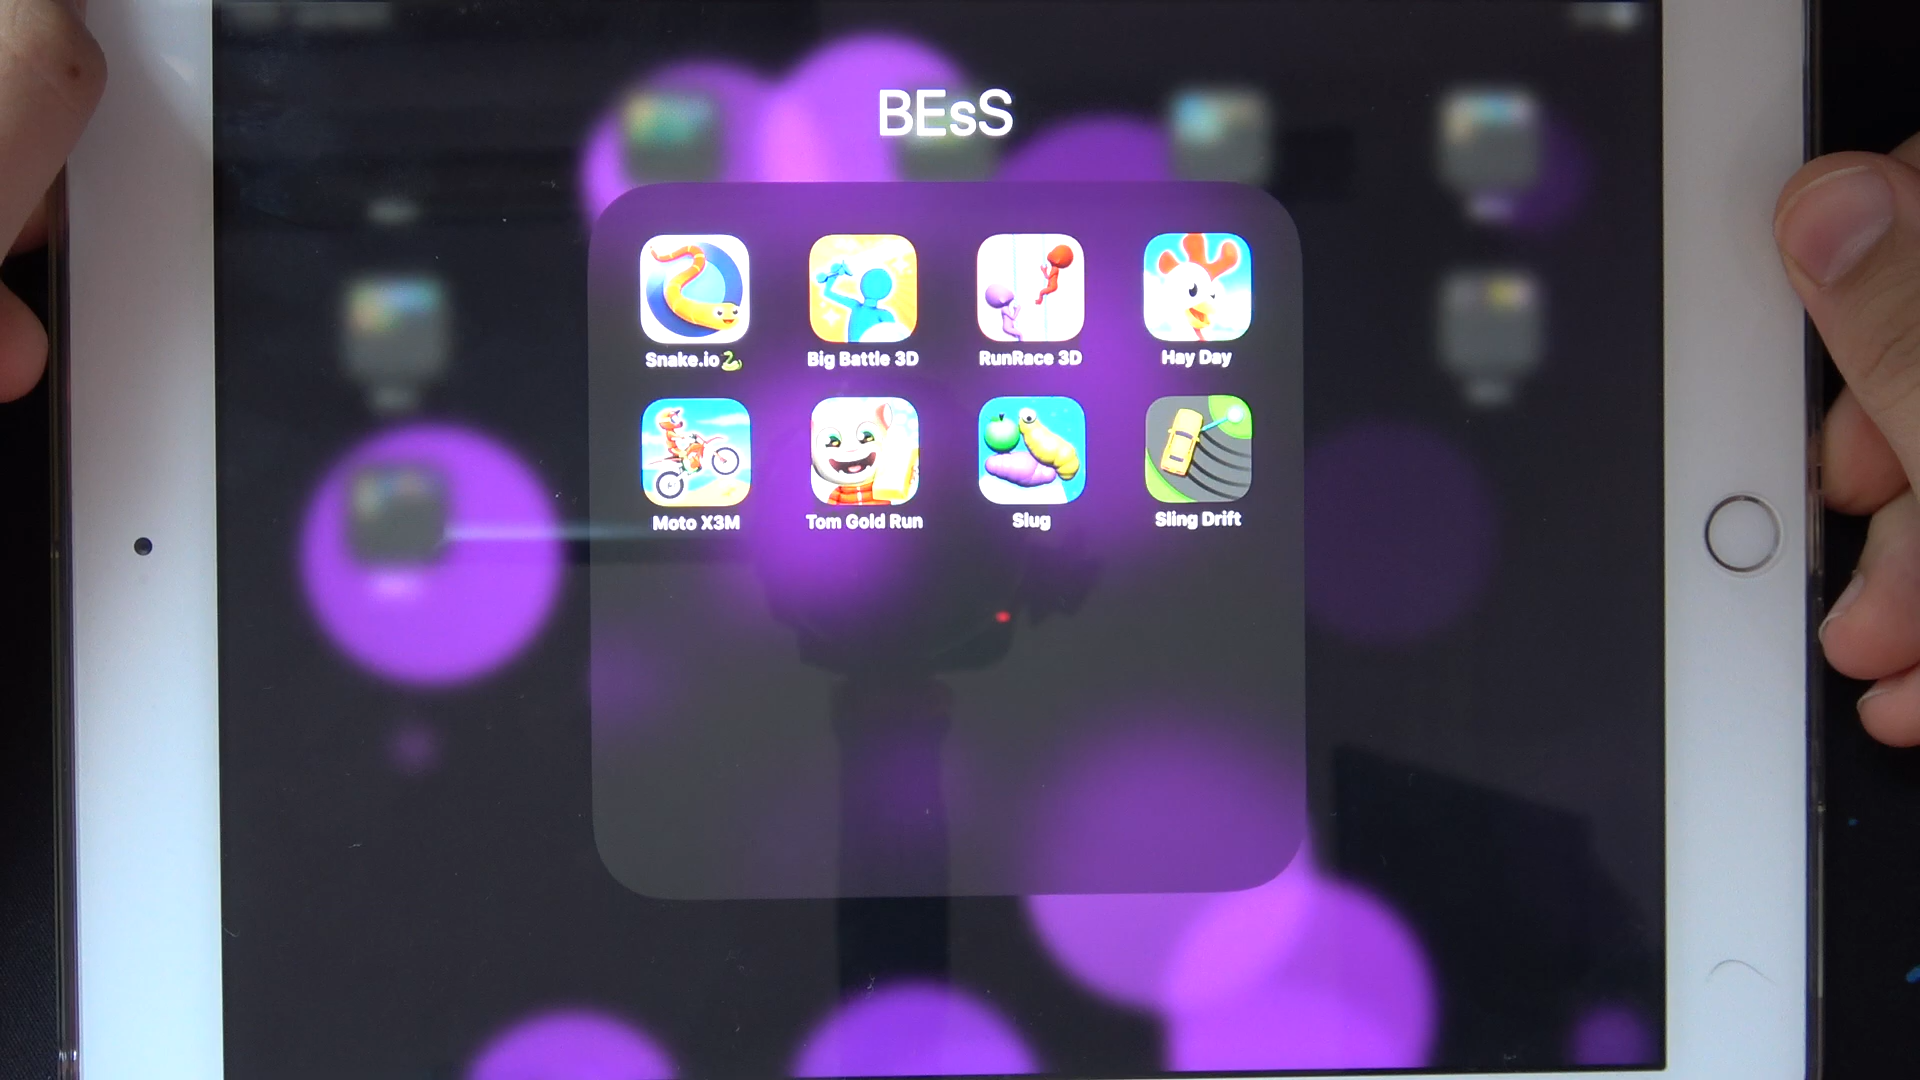 BEsS
Snake.io🐍 Big Battle 3D RunRace 3D Hay Day
Moto X3M Tom Gold Run Slug Sling Drift